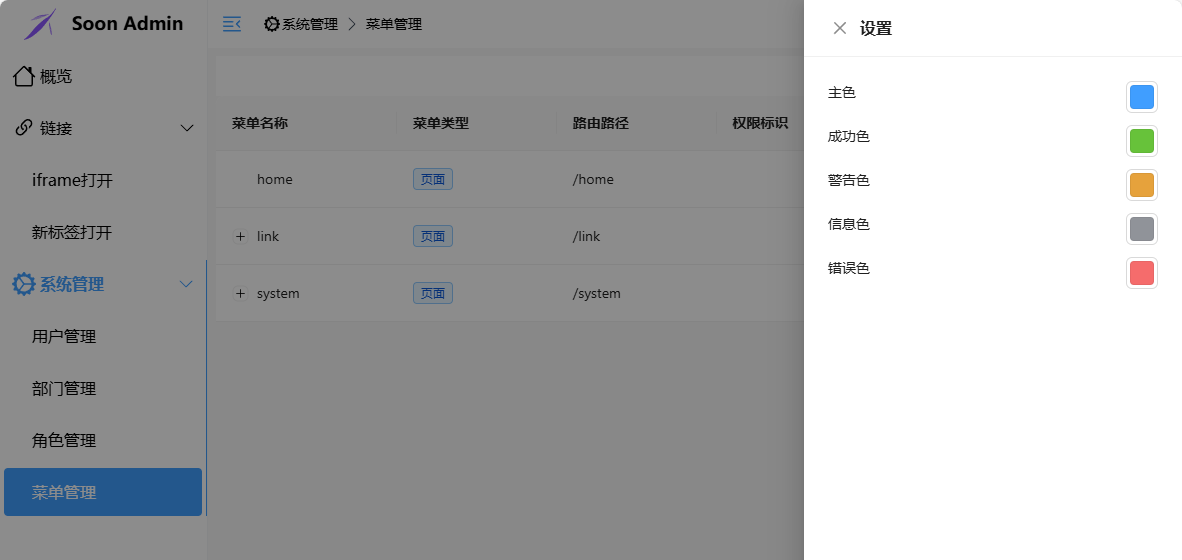 Soon Admin
概览
链接
iframe打开
新标签打开
系统管理
用户管理
部门管理
角色管理
菜单管理
系统管理 > 菜单管理
菜单名称 菜单类型 路由路径 权限标识
home 页面 /home
+ link 页面 /link
+ system 页面 /system
设置
主色
成功色
警告色
信息色
错误色